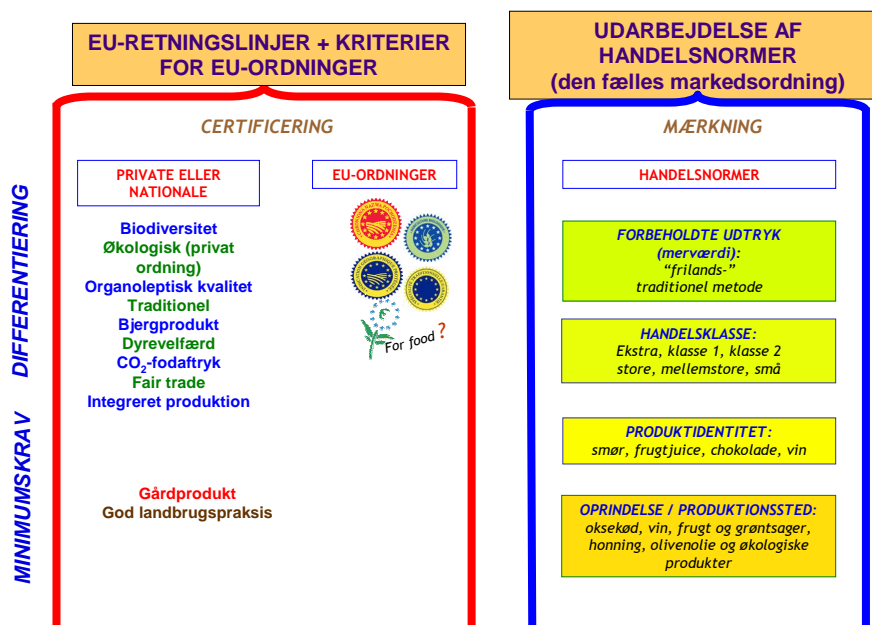 EU-RETNINGSLINJER + KRITERIER
FOR EU-ORDNINGER
UDARBEJDELSE AF
HANDELSNORMER
(den fælles markedsordning)
CERTIFICERING
MÆRKNING
PRIVATE ELLER
NATIONALE
EU-ORDNINGER
HANDELSNORMER
DIFFERENTIERING
MINIMUMSKRAV
Biodiversitet
Økologisk (privat
ordning)
Organoleptisk kvalitet
Traditionel
Bjergprodukt
Dyrevelfærd
CO₂-fodaftryk
Fair trade
Integreret produktion
For food ?
Gårdprodukt
God landbrugspraksis
FORBEHOLDTE UDTRYK
(merværdi):
“frilands-”
traditionel metode
HANDELSKLASSE:
Ekstra, klasse 1, klasse 2
store, mellemstore, små
PRODUKTIDENTITET:
smør, frugtjuice, chokolade, vin
OPRINDELSE / PRODUKTIONSSTED:
oksekød, vin, frugt og grøntsager,
honning, olivenolie og økologiske
produkter